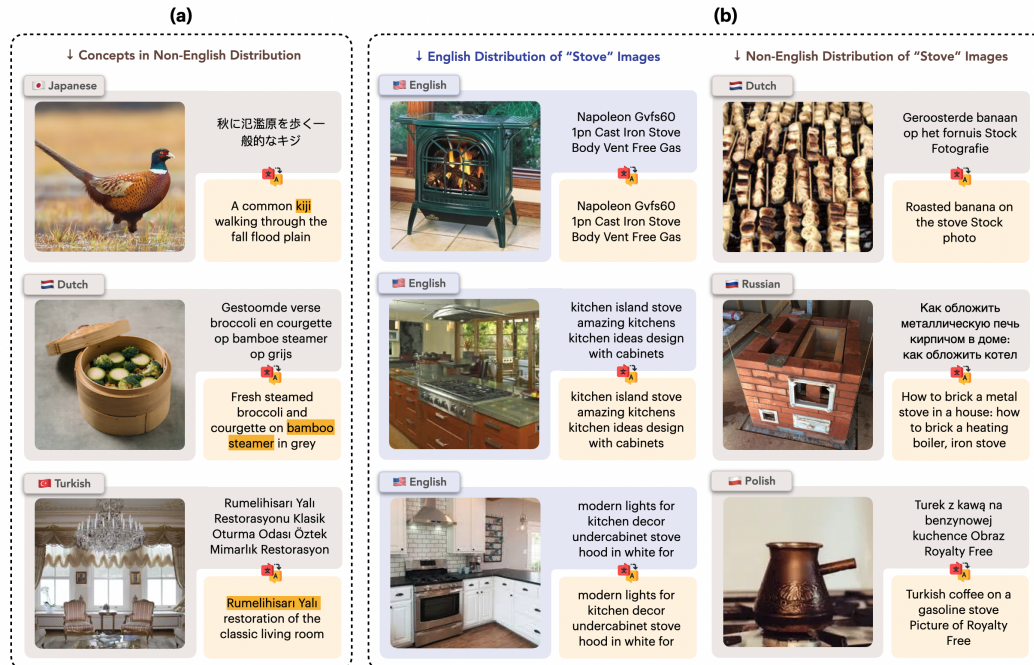 (a)
↓ Concepts in Non-English Distribution
Japanese
秋に氾濫原を歩く一
般的なキジ
A common kiji
walking through the
fall flood plain
Dutch
Gestoomde verse
broccoli en courgette
op bamboe steamer
op grijs
Fresh steamed
broccoli and
courgette on bamboo
steamer in grey
Turkish
Rumelihisarı Yalı
Restorasyonu Klasik
Oturma Odası Öztek
Mimarlık Restorasyon
Rumelihisarı Yalı
restoration of the
classic living room
(b)
↓ English Distribution of “Stove” Images
English
Napoleon Gvfs60
1pn Cast Iron Stove
Body Vent Free Gas
Napoleon Gvfs60
1pn Cast Iron Stove
Body Vent Free Gas
English
kitchen island stove
amazing kitchens
kitchen ideas design
with cabinets
kitchen island stove
amazing kitchens
kitchen ideas design
with cabinets
English
modern lights for
kitchen decor
undercabinet stove
hood in white for
modern lights for
kitchen decor
undercabinet stove
hood in white for
↓ Non-English Distribution of “Stove” Images
Dutch
Geroosterde banaan
op het fornuis Stock
Fotografie
Roasted banana on
the stove Stock
photo
Russian
Как обложить
металлическую печь
кирпичом в доме:
как обложить котел
How to brick a metal
stove in a house: how
to brick a heating
boiler, iron stove
Polish
Turek z kawą na
benzynowej
kuchence Obraz
Royalty Free
Turkish coffee on a
gasoline stove
Picture of Royalty
Free